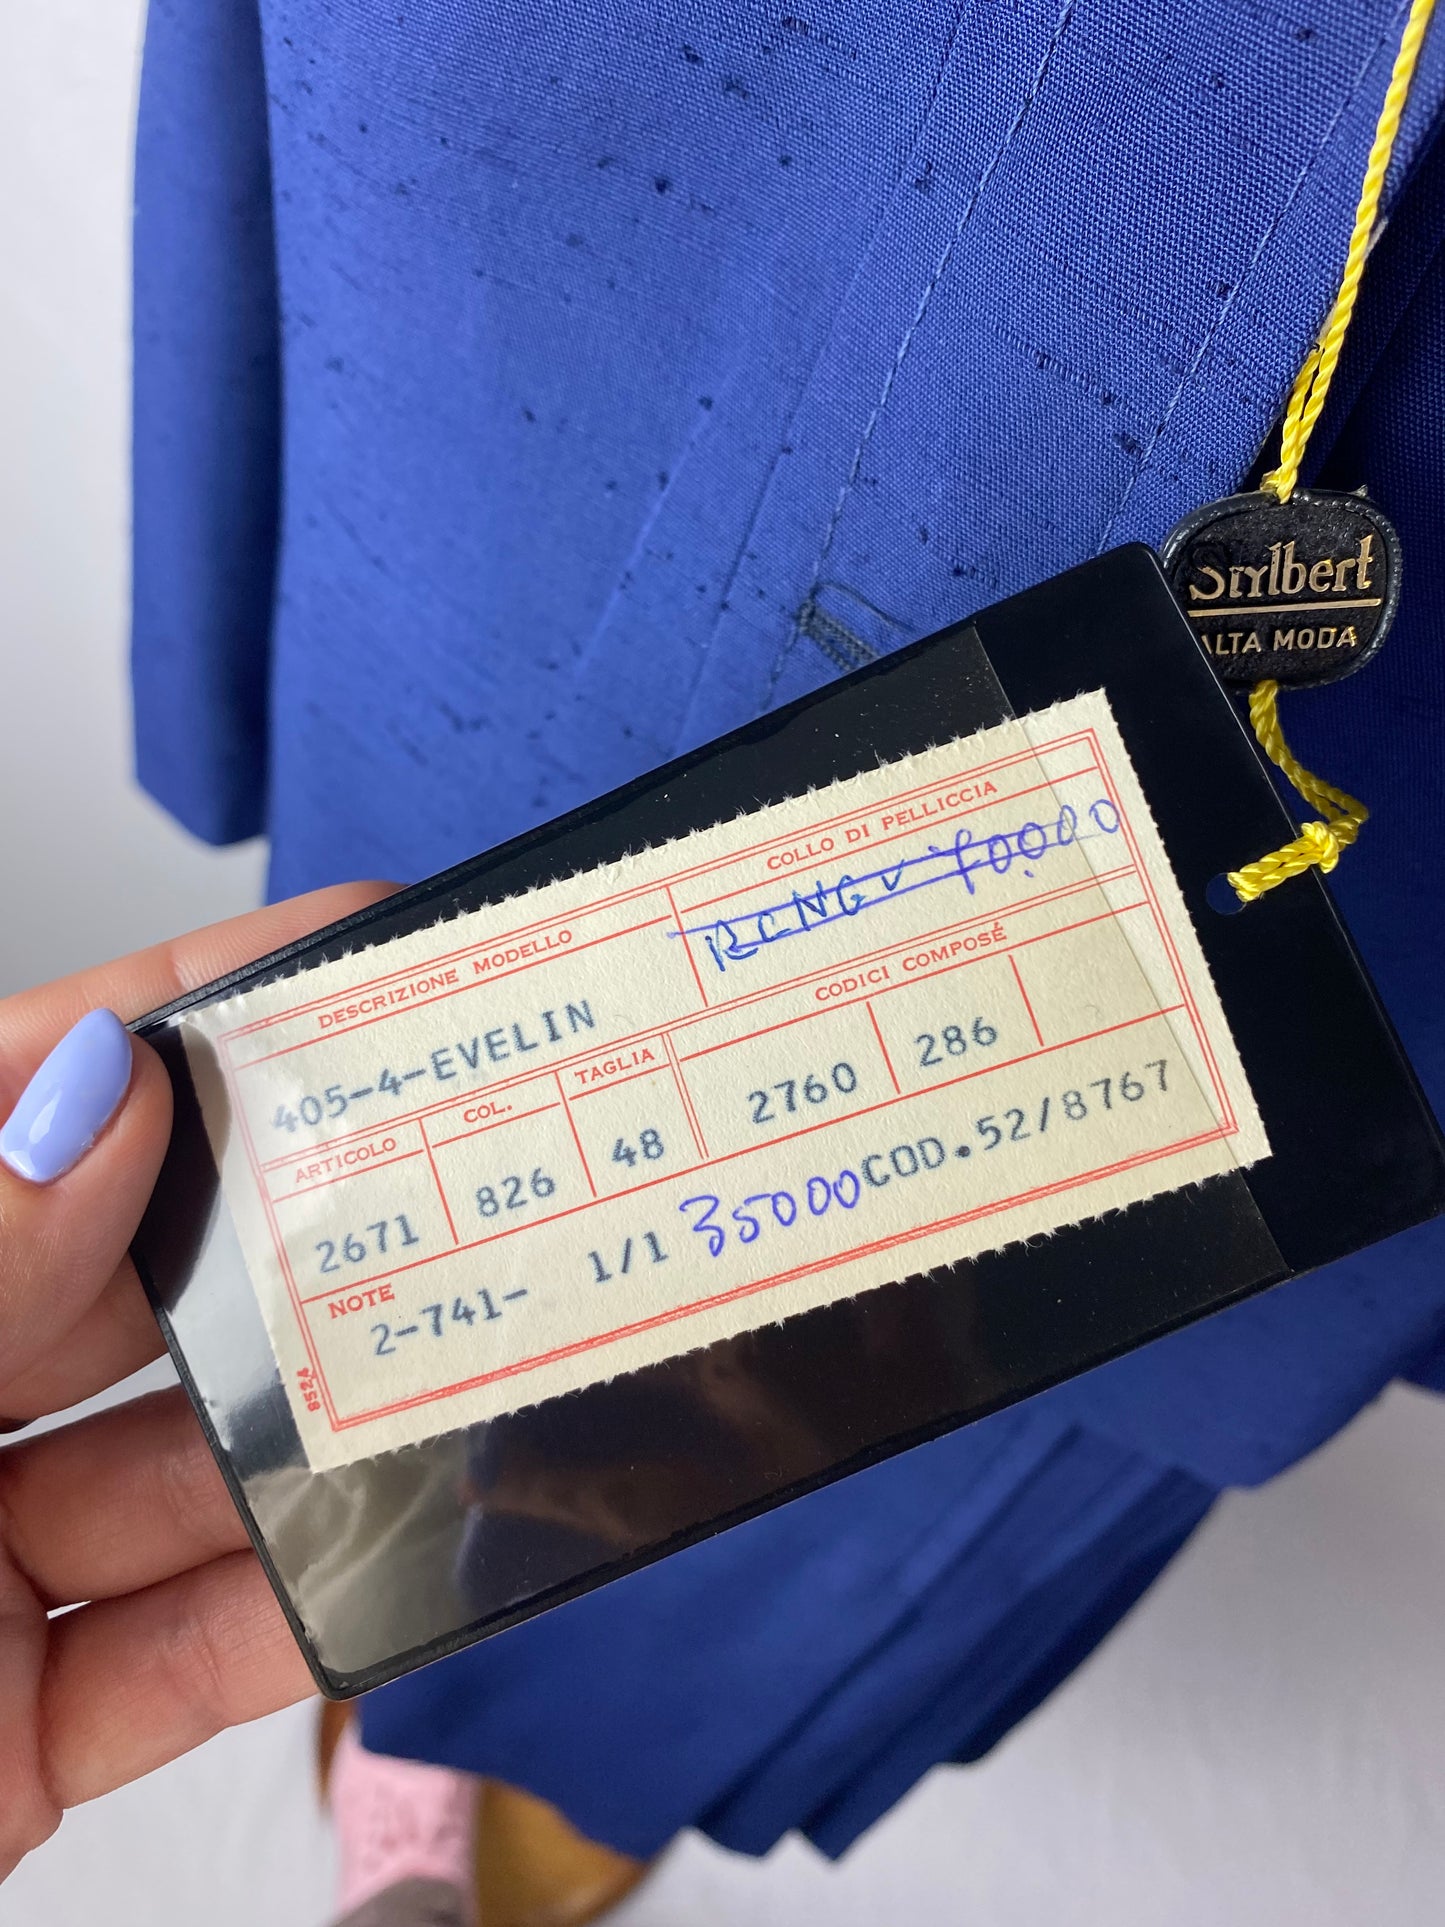 Sirlbert
ALTA MODA
DESCRIZIONE MODELLO
COLLO DI PELLICCIA
405-4-EVELIN
ARTICOLO
COL.
TAGLIA
CODICI COMPOSÉ
2671
826
48
2760
286
NOTE
2-741- 1/1 35000 COD.52/8767